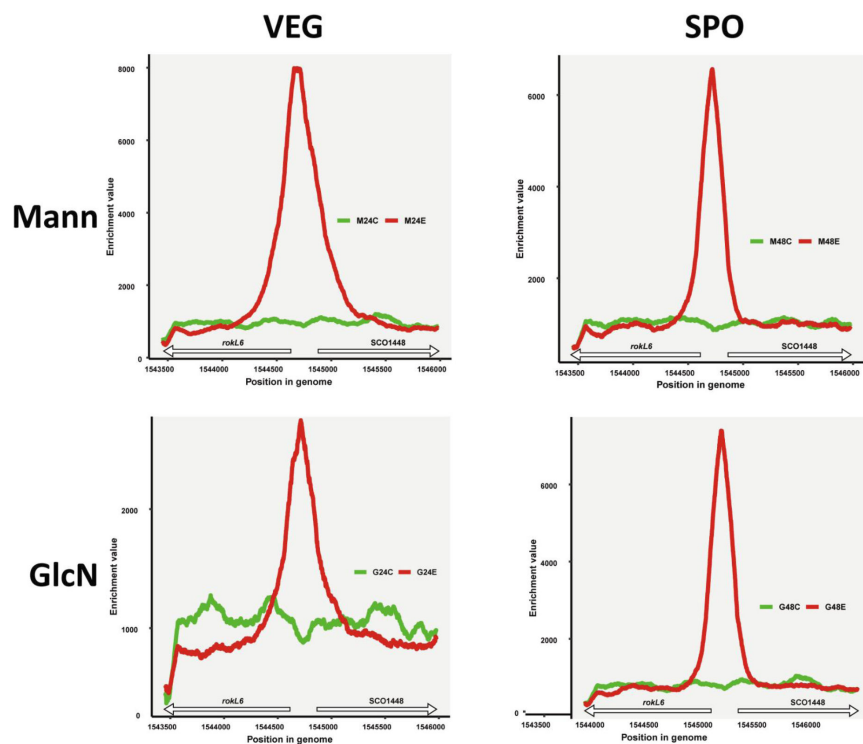 VEG
SPO
Mann
8000
6000
4000
2000
0
Enrichment value
M24C M24E
rokL6 SCO1448
1543500 1544000 1544500 1545000 1545500 1546000
Position in genome
6000
4000
2000
0
Enrichment value
M48C M48E
rokL6 SCO1448
1543500 1544000 1544500 1545000 1545500 1546000
Position in genome
GlcN
2000
1000
0
Enrichment value
G24C G24E
rokL6 SCO1448
1543500 1544000 1544500 1545000 1545500 1546000
Position in genome
6000
4000
2000
0
Enrichment value
G48C G48E
rokL6 SCO1448
1543500 1544000 1544500 1545000 1545500 1546000
Position in genome